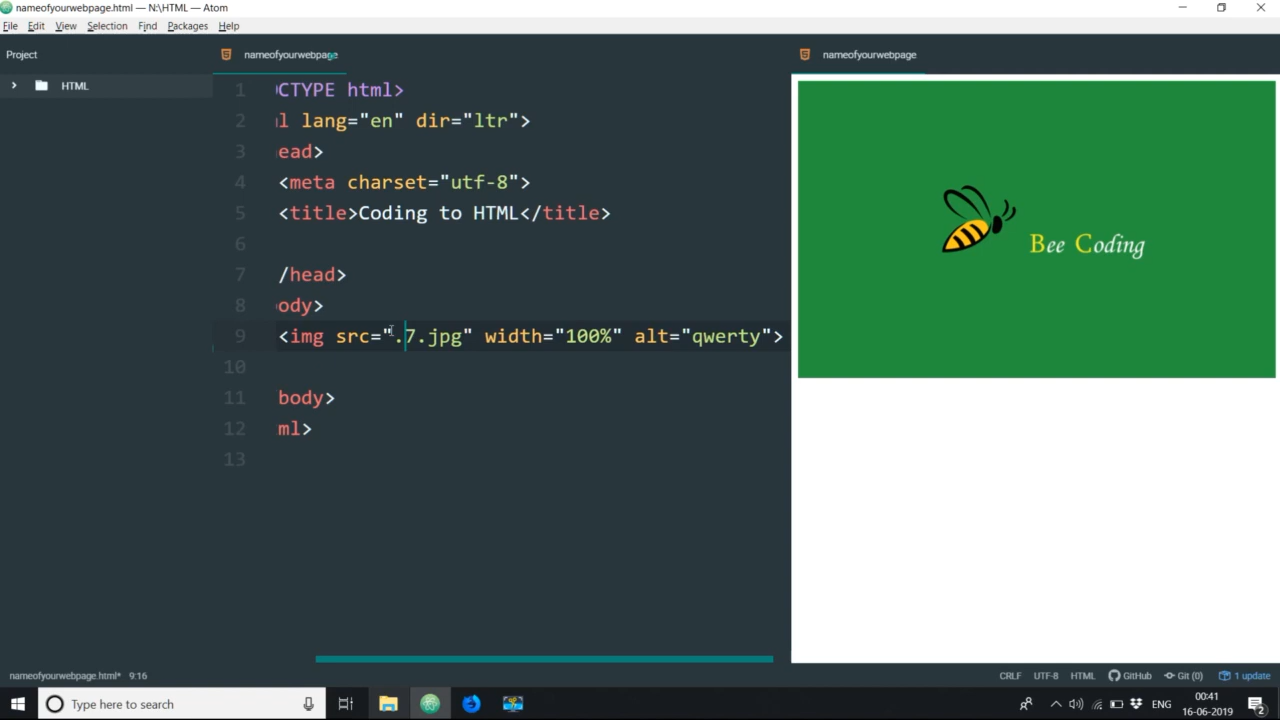 nameofyourwebpage.html — N:\HTML — Atom
File Edit View Selection Find Packages Help
Project
HTML
nameofyourwebpage
1 CTYPE html>
2 l lang="en" dir="ltr">
3 ead>
4 <meta charset="utf-8">
5 <title>Coding to HTML</title>
6
7 /head>
8 ody>
9 <img src=".7.jpg" width="100%" alt="qwerty">
10
11 body>
12 ml>
13
nameofyourwebpage
Bee Coding
nameofyourwebpage.html* 9:16
CRLF UTF-8 HTML GitHub Git (0) 1 update
Type here to search
ENG
00:41
16-06-2019
2